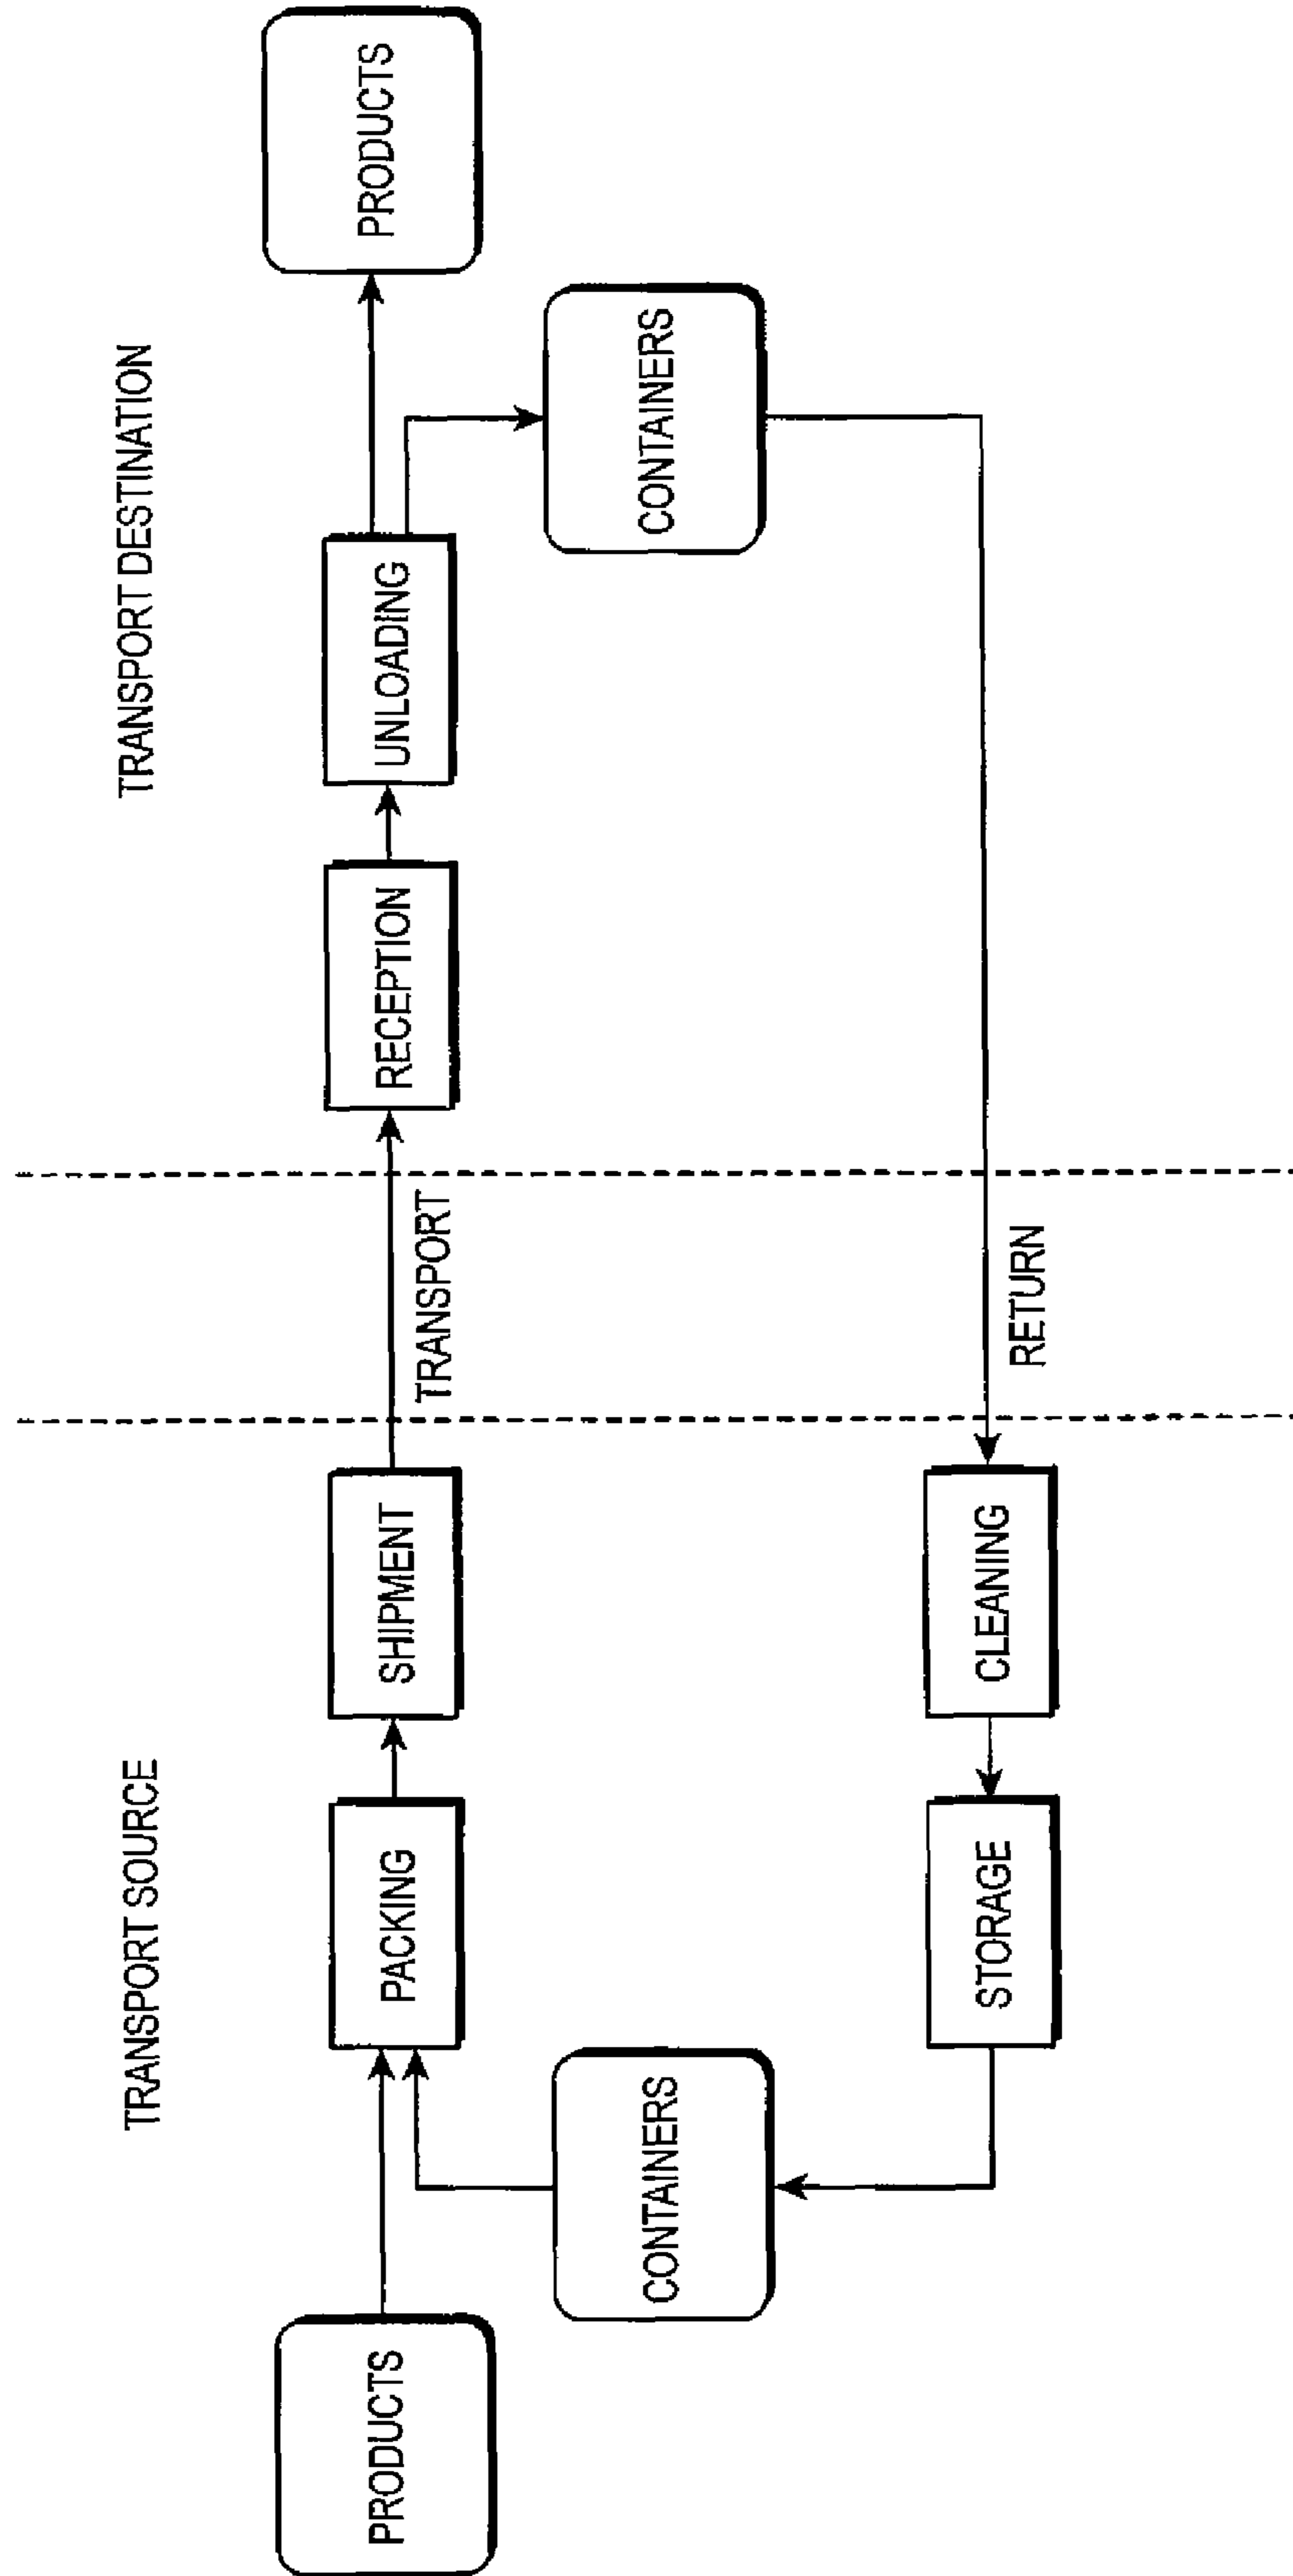 TRANSPORT SOURCE
TRANSPORT DESTINATION
PRODUCTS
PACKING
SHIPMENT
TRANSPORT
RECEPTION
UNLOADING
PRODUCTS
CONTAINERS
CONTAINERS
STORAGE
CLEANING
RETURN